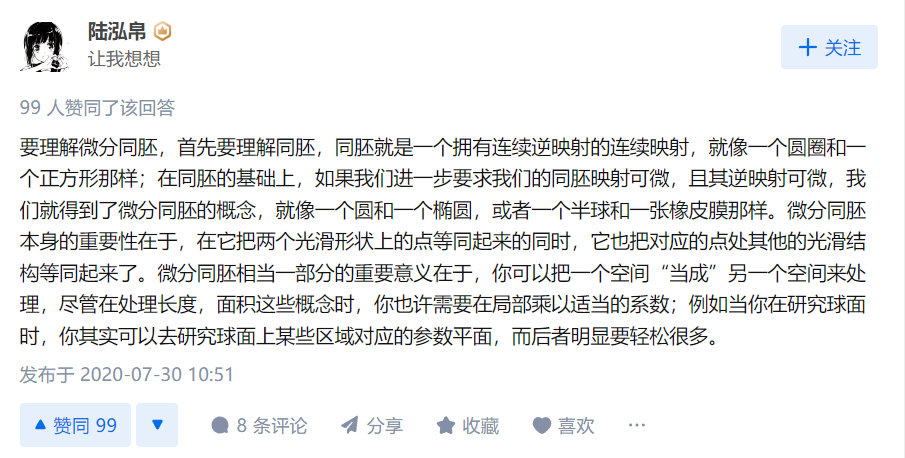 陆泓帛
让我想想
关注
99 人赞同了该回答
要理解微分同胚，首先要理解同胚，同胚就是一个拥有连续逆映射的连续映射，就像一个圆圈和一
个正方形那样；在同胚的基础上，如果我们进一步要求我们的同胚映射可微，且其逆映射可微，我
们就得到了微分同胚的概念，就像一个圆和一个椭圆，或者一个半球和一张橡皮膜那样。微分同胚
本身的重要性在于，在它把两个光滑形状上的点等同起来的同时，它也把对应的点处其他的光滑结
构等同起来了。微分同胚相当一部分的重要意义在于，你可以把一个空间“当成”另一个空间来处
理，尽管在处理长度，面积这些概念时，你也许需要在局部乘以适当的系数；例如当你在研究球面
时，你其实可以去研究球面上某些区域对应的参数平面，而后者明显要轻松很多。
发布于 2020-07-30 10:51
赞同 99 8 条评论 分享 收藏 喜欢 ···